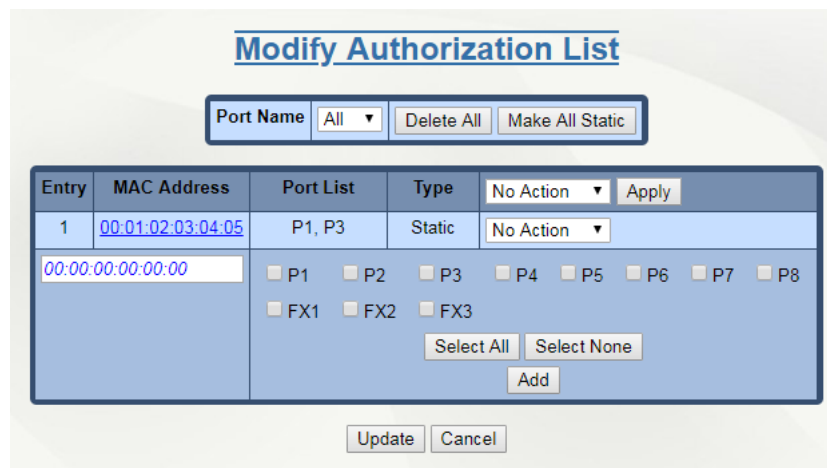 Modify Authorization List
Port Name All Delete All Make All Static
Entry MAC Address Port List Type No Action Apply
1 00:01:02:03:04:05 P1, P3 Static No Action
00:00:00:00:00:00 P1 P2 P3 P4 P5 P6 P7 P8
FX1 FX2 FX3
Select All Select None
Add
Update Cancel